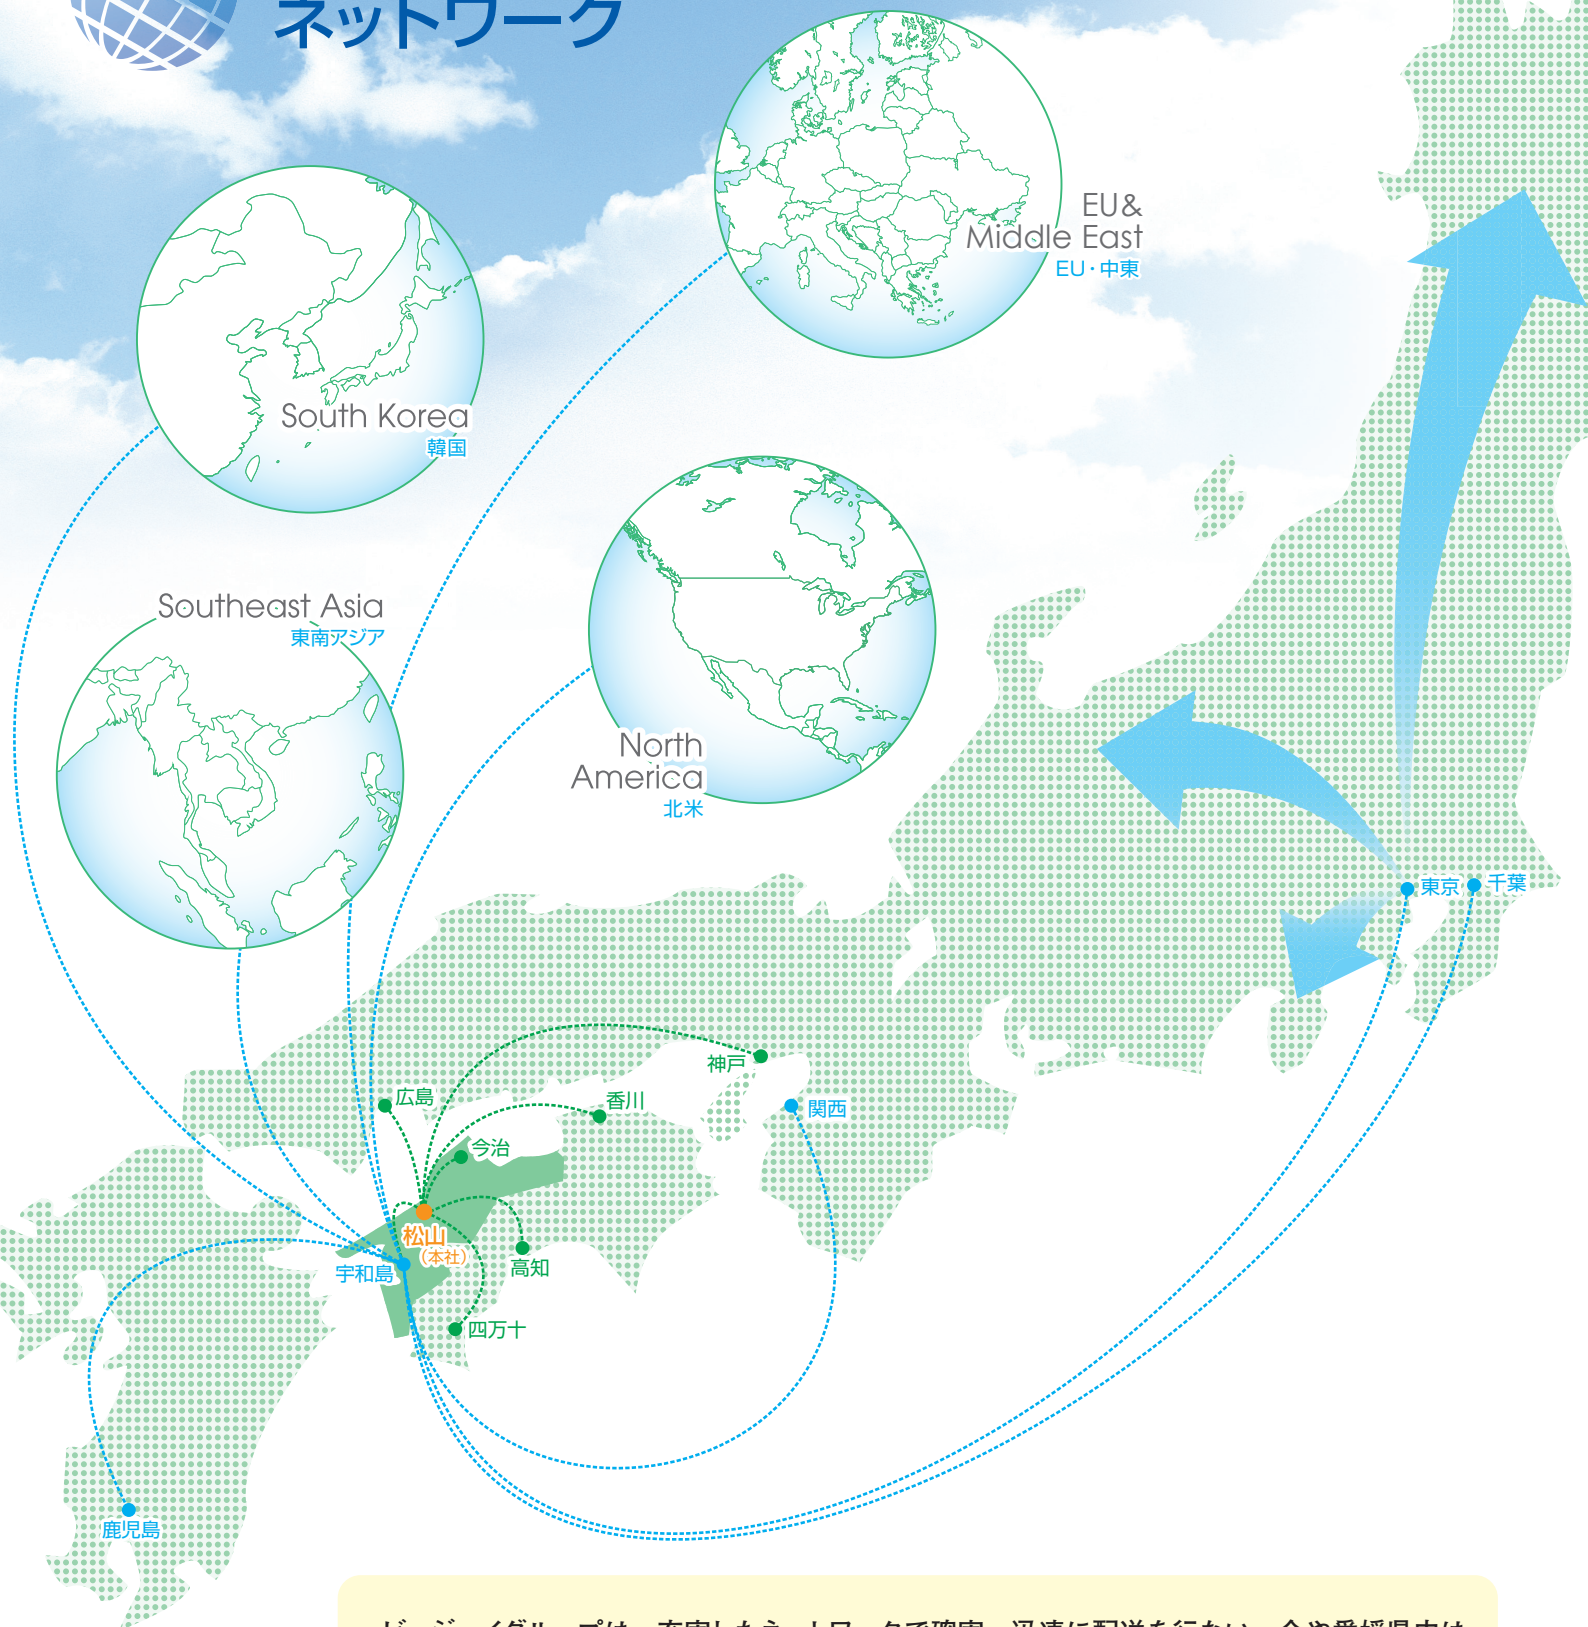 ネットワーク
EU&
Middle East
EU・中東
South Korea
韓国
Southeast Asia
東南アジア
North
America
北米
東京
千葉
神戸
広島
香川
関西
今治
松山
(本社)
宇和島
高知
四万十
鹿児島